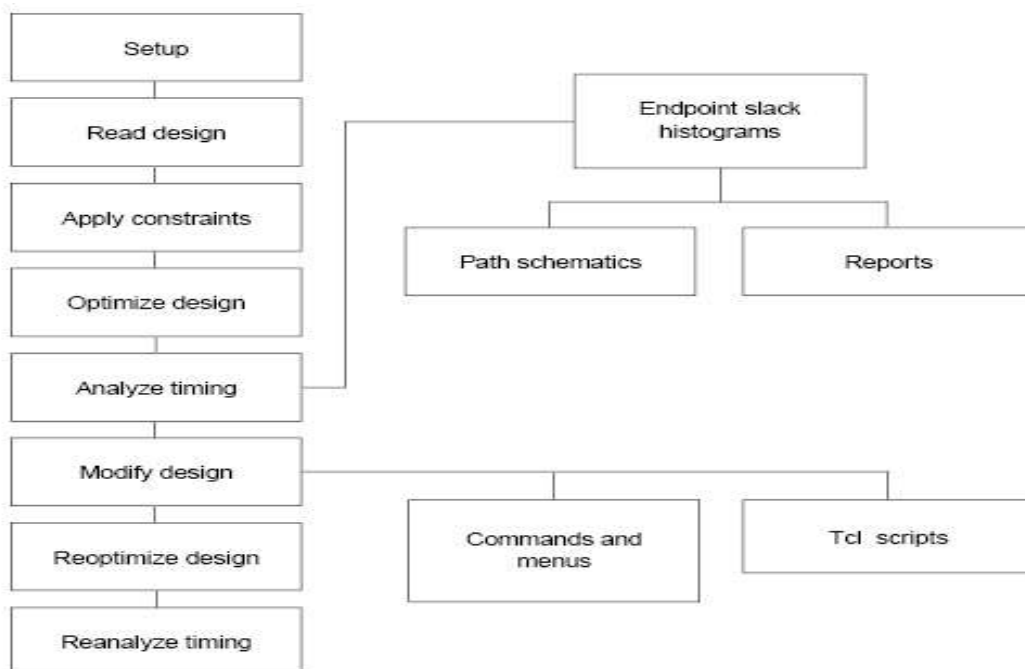 Setup
Read design
Apply constraints
Optimize design
Analyze timing
Modify design
Reoptimize design
Reanalyze timing
Endpoint slack
histograms
Path schematics
Reports
Commands and
menus
Tcl scripts